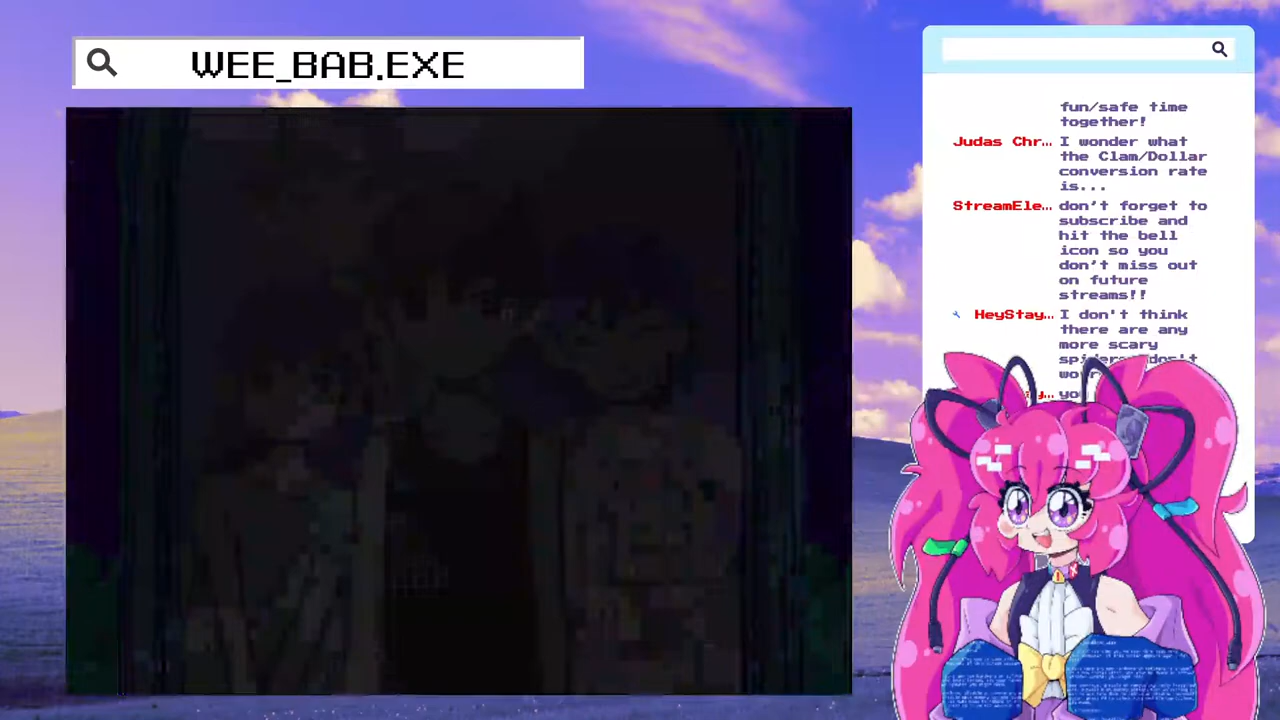 WEE_BAB.EXE
fun/safe time
together!
Judas Chr… I wonder what
the Clam/Dollar
conversion rate
is...
StreamEle… don't forget to
subscribe and
hit the bell
icon so you
don't miss out
on future
streams!!
HeyStay… I don't think
there are any
more scary